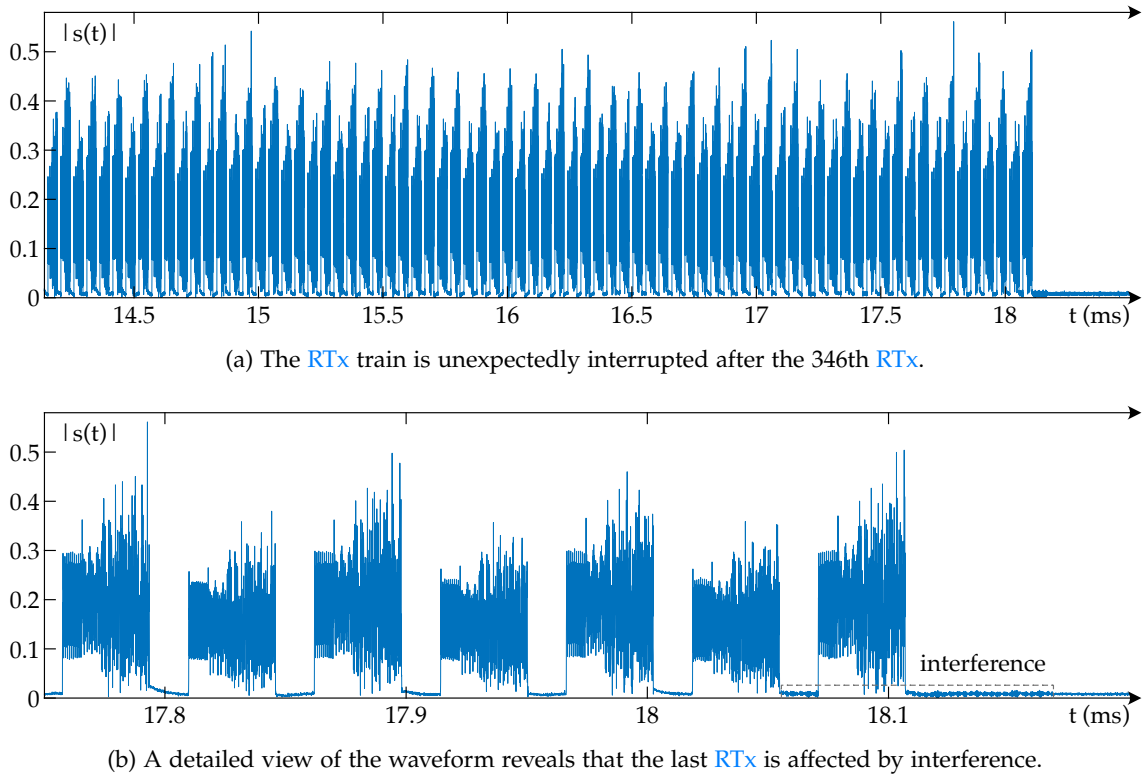 |s(t)|
0.5
0.4
0.3
0.2
0.1
0
14.5 15 15.5 16 16.5 17 17.5 18 t (ms)
(a) The RTx train is unexpectedly interrupted after the 346th RTx.
|s(t)|
0.5
0.4
0.3
0.2
0.1
0
interference
17.8 17.9 18 18.1 t (ms)
(b) A detailed view of the waveform reveals that the last RTx is affected by interference.